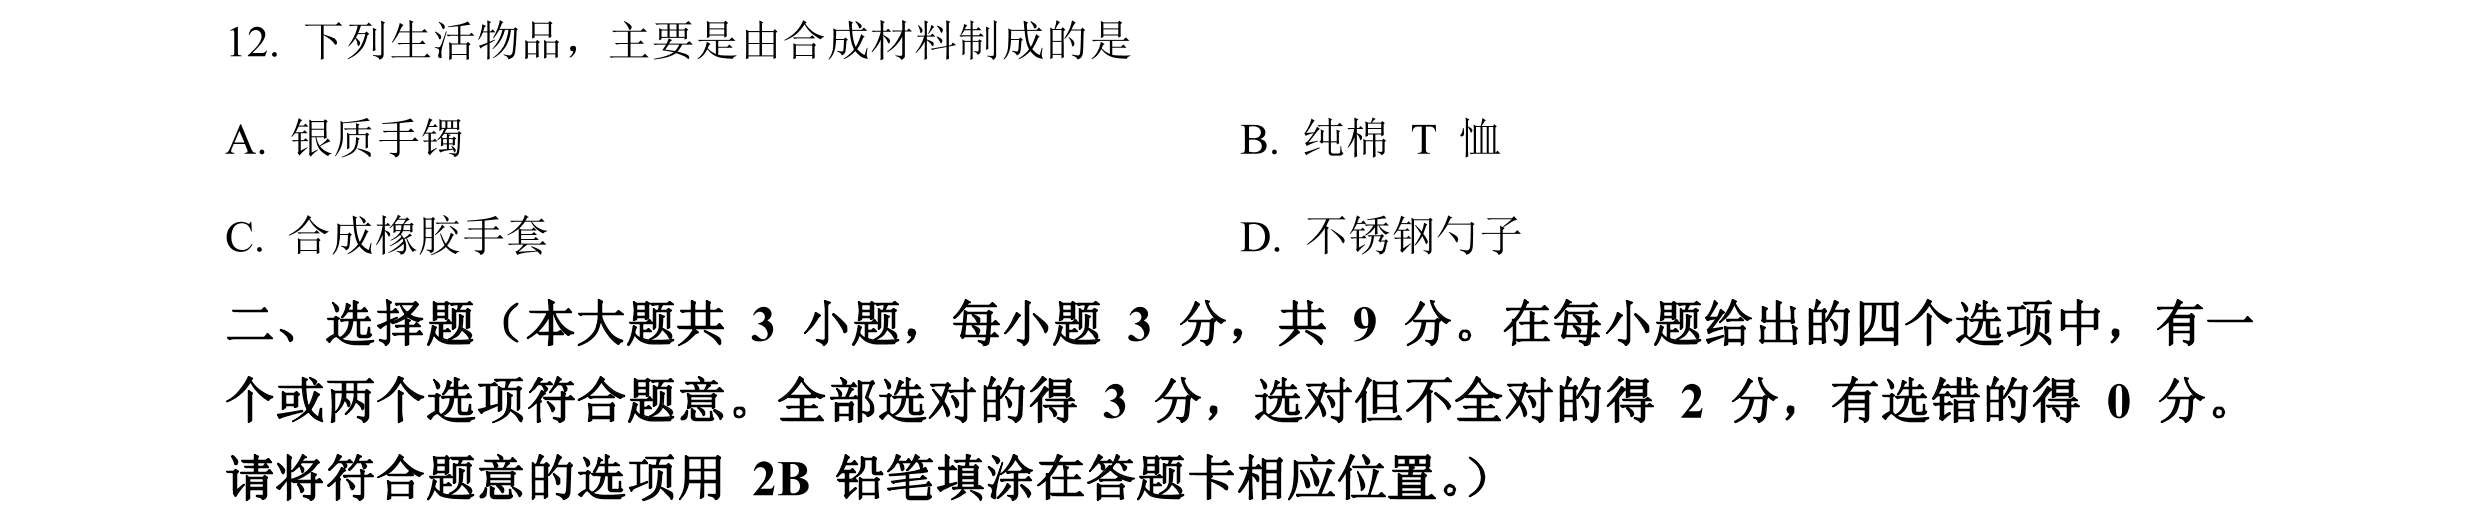 12. 下列生活物品，主要是由合成材料制成的是
A. 银质手镯 B. 纯棉 T 恤
C. 合成橡胶手套 D. 不锈钢勺子
二、选择题（本大题共 3 小题，每小题 3 分，共 9 分。在每小题给出的四个选项中，有一
个或两个选项符合题意。全部选对的得 3 分，选对但不全对的得 2 分，有选错的得 0 分。
请将符合题意的选项用 2B 铅笔填涂在答题卡相应位置。）